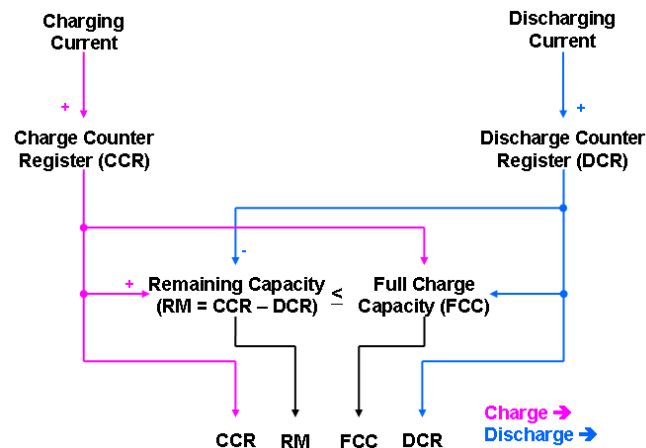 Charging
Current
Discharging
Current
+
+
Charge Counter
Register (CCR)
Discharge Counter
Register (DCR)
-
+
Remaining Capacity
(RM = CCR – DCR)
≤
Full Charge
Capacity (FCC)
CCR
RM
FCC
DCR
Charge ➔
Discharge ➔